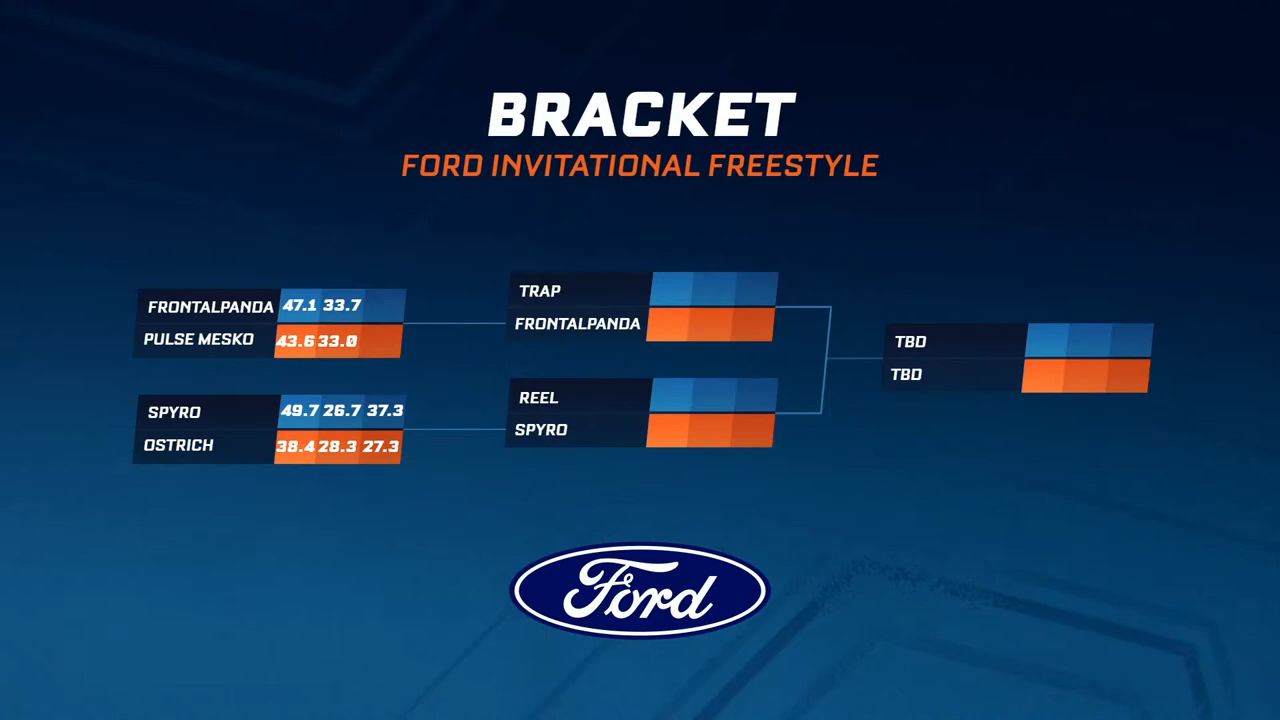 BRACKET
FORD INVITATIONAL FREESTYLE
FRONTALPANDA 47.1 33.7
PULSE MESKO 43.6 33.0
SPYRO 49.7 26.7 37.3
OSTRICH 38.4 28.3 27.3
TRAP
FRONTALPANDA
REEL
SPYRO
TBD
TBD
Ford